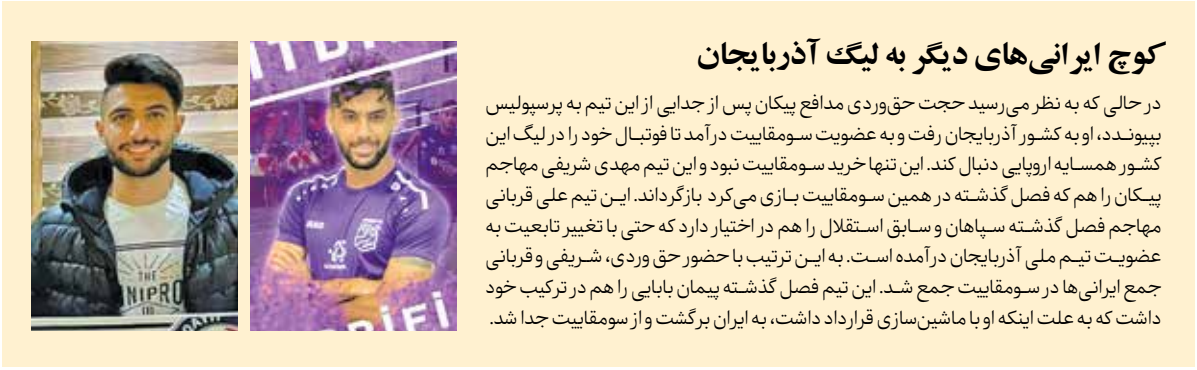 کوچ ایرانی‌های دیگر به لیگ آذربایجان
در حالی که به نظر می‌رسید حجت حق‌وردی مدافع پیکان پس از جدایی از این تیم به پرسپولیس
بپیوندد، او به کشور آذربایجان رفت و به عضویت سومقاییت درآمد تا فوتبال خود را در لیگ این
کشور همسایه اروپایی دنبال کند. این تنها خرید سومقاییت نبود و این تیم مهدی شریفی مهاجم
پیکان را هم که فصل گذشته در همین سومقاییت بازی می‌کرد بازگرداند. این تیم علی قربانی
مهاجم فصل گذشته سپاهان و سابق استقلال را هم در اختیار دارد که حتی با تغییر تابعیت به
عضویت تیم ملی آذربایجان درآمده است. به این ترتیب با حضور حق وردی، شریفی و قربانی
جمع ایرانی‌ها در سومقاییت جمع شد. این تیم فصل گذشته پیمان بابایی را هم در ترکیب خود
داشت که به علت اینکه او با ماشین‌سازی قرارداد داشت، به ایران برگشت و از سومقاییت جدا شد.
THE
NIPRO